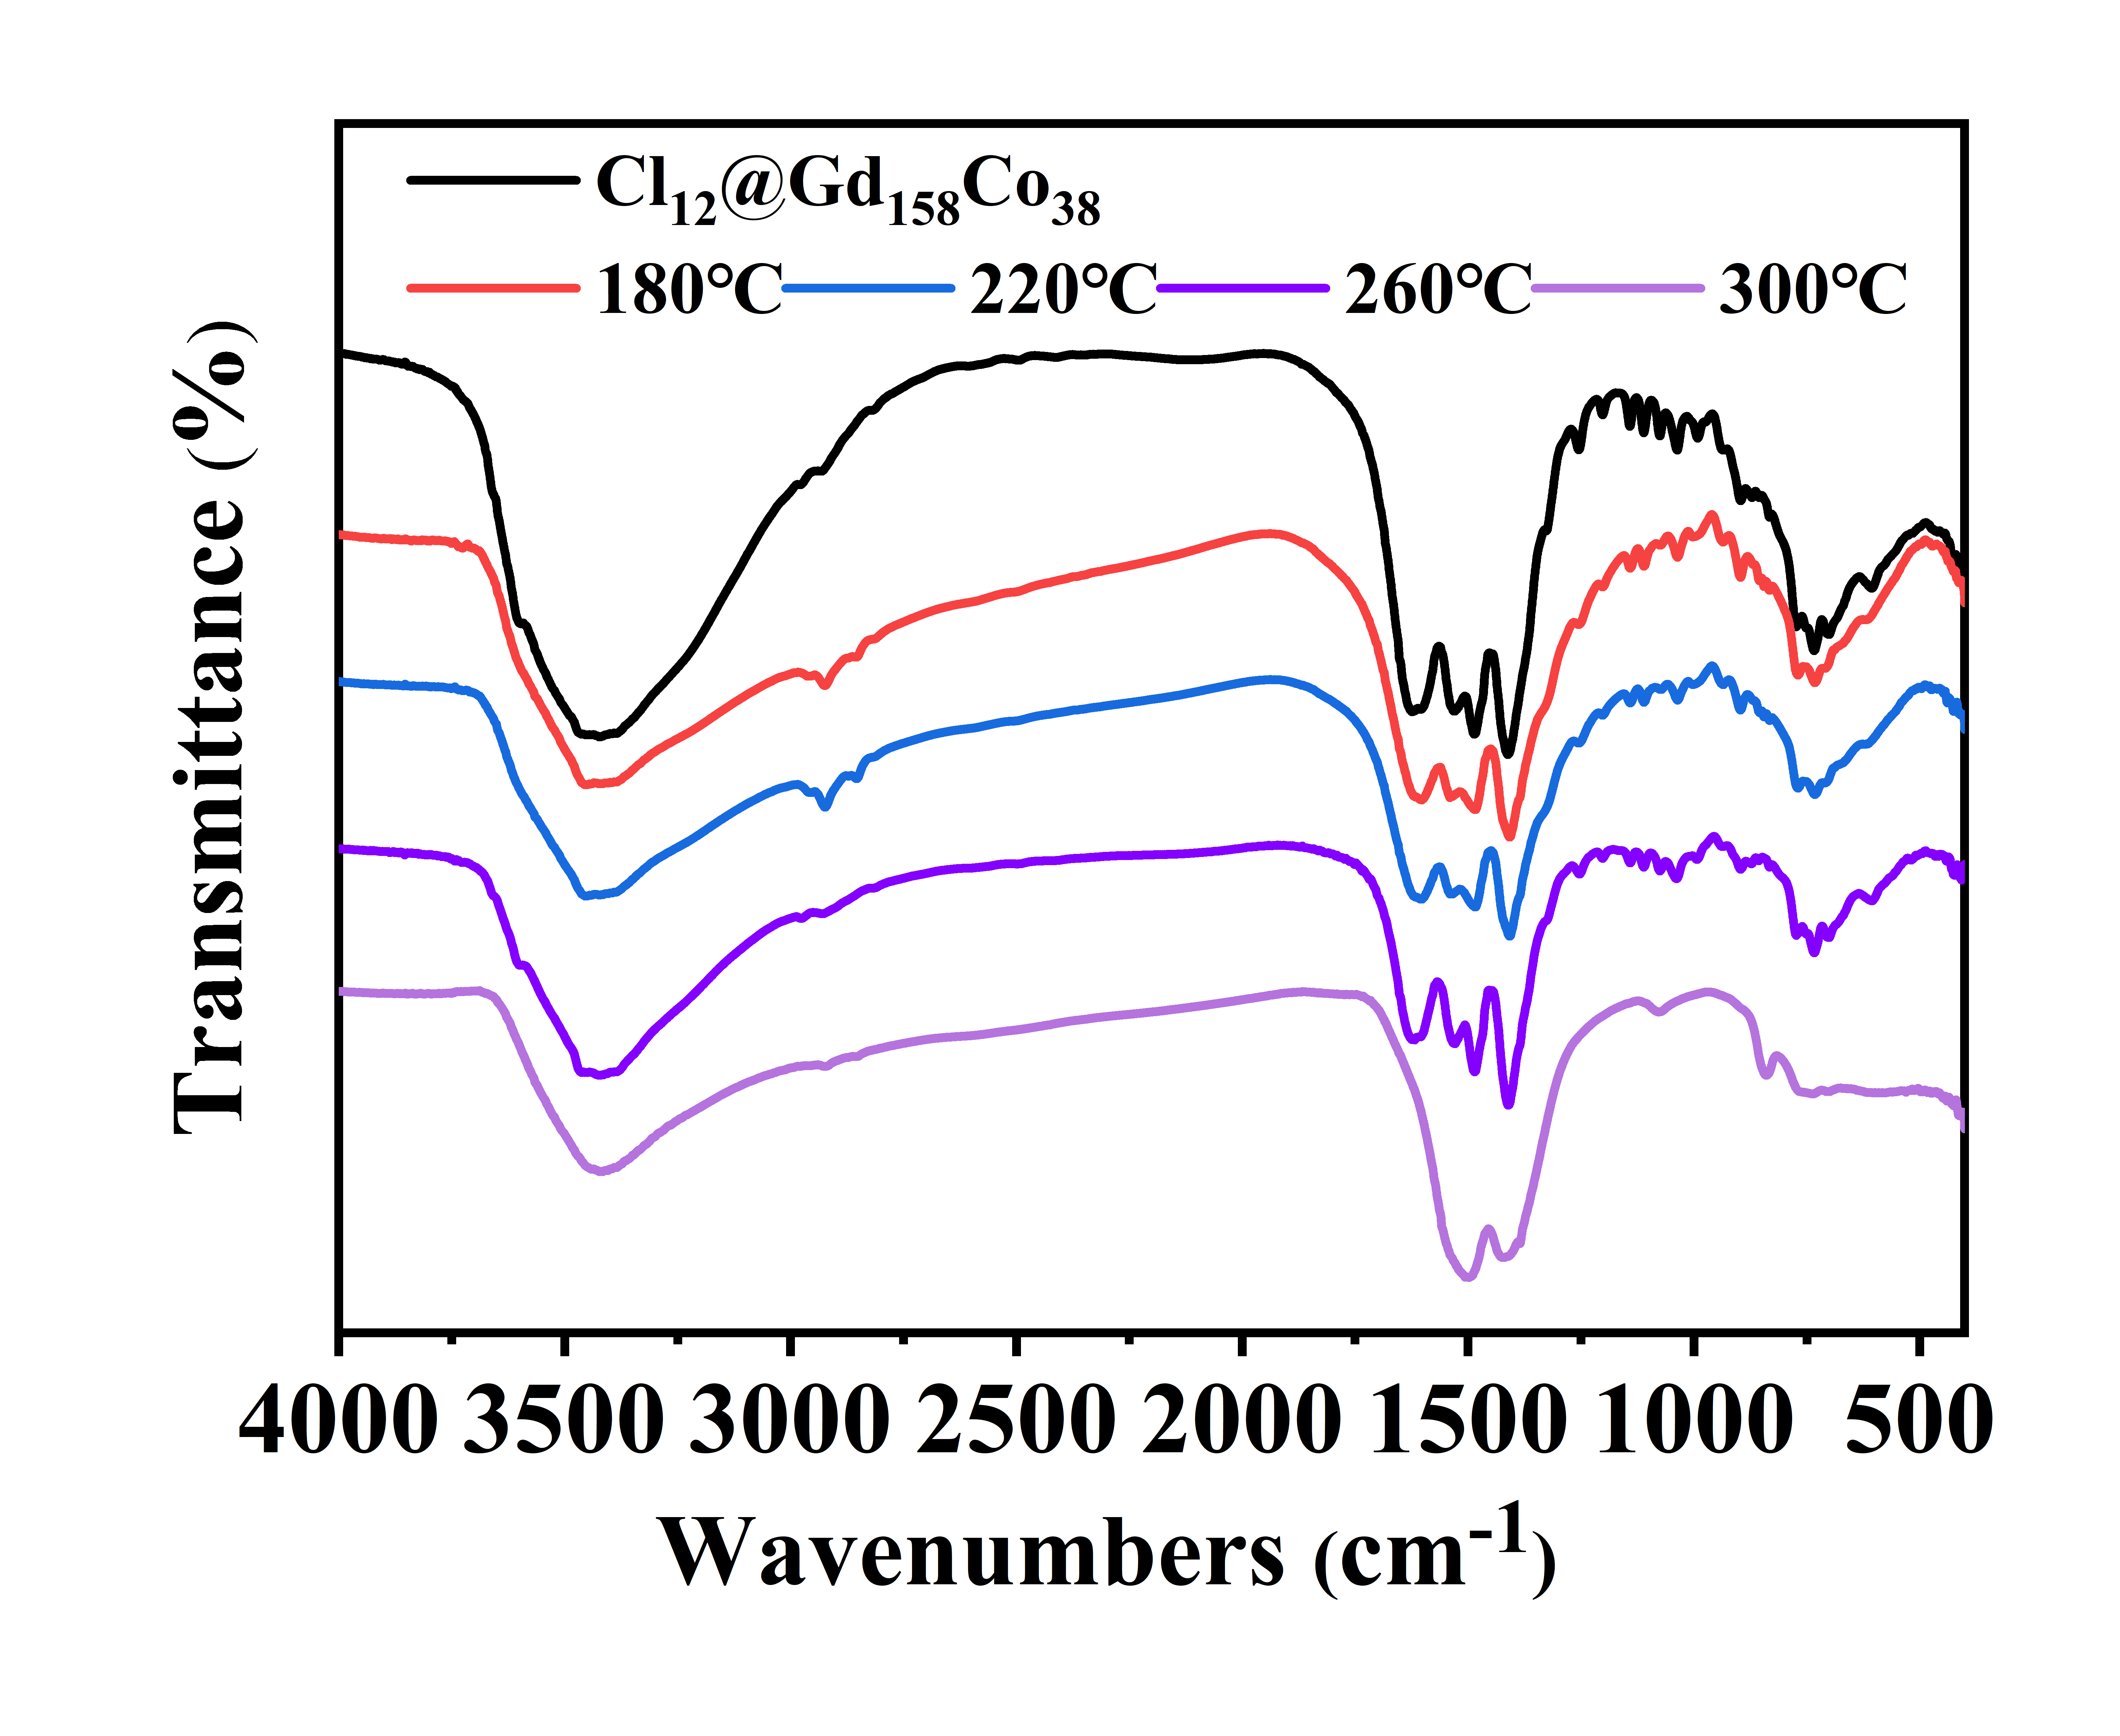 Cl₁₂@Gd₁₅₈Co₃₈
180°C 220°C 260°C 300°C
Transmittance (%)
4000 3500 3000 2500 2000 1500 1000 500
Wavenumbers (cm⁻¹)